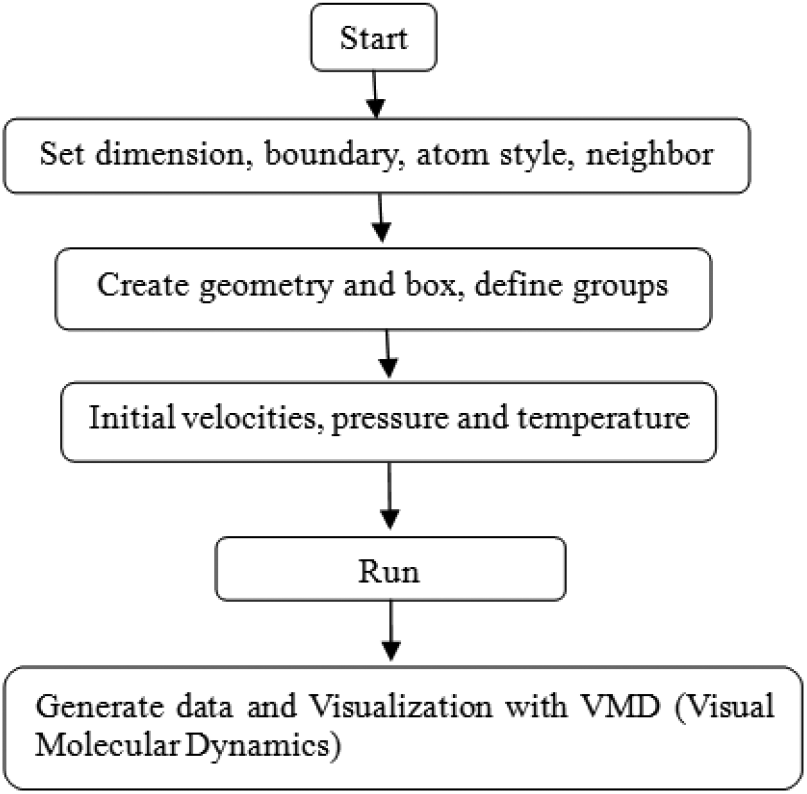 Start
Set dimension, boundary, atom style, neighbor
Create geometry and box, define groups
Initial velocities, pressure and temperature
Run
Generate data and Visualization with VMD (Visual
Molecular Dynamics)